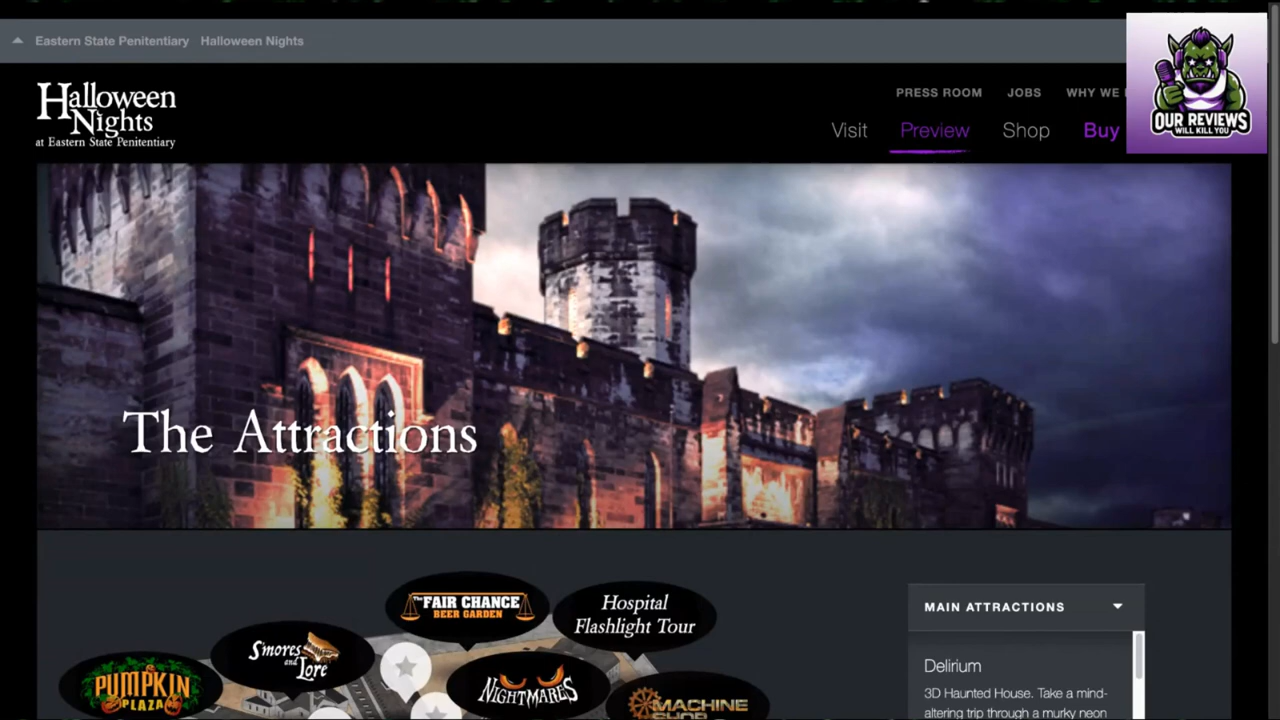 Eastern State Penitentiary Halloween Nights
Halloween
Nights
at Eastern State Penitentiary
PRESS ROOM JOBS WHY WE
Visit Preview Shop Buy
OUR REVIEWS
WILL KILL YOU
The Attractions
The FAIR CHANCE
BEER GARDEN
Hospital
Flashlight Tour
S'mores
and Lore
PUMPKIN
PLAZA
NIGHTMARES
MACHINE
SHOP
MAIN ATTRACTIONS
Delirium
3D Haunted House. Take a mind-
altering trip through a murky neon